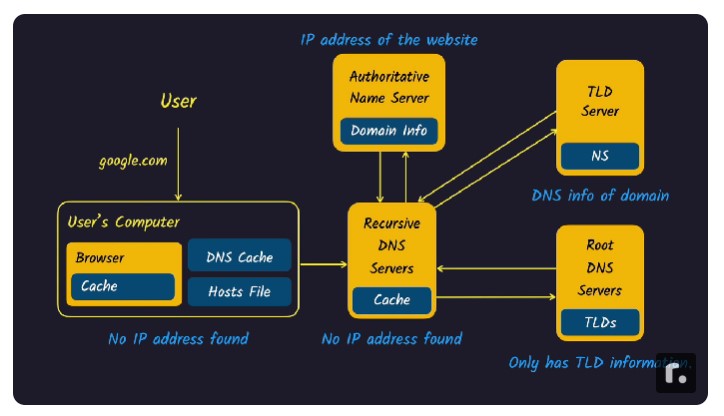 IP address of the website
User
google.com
Authoritative
Name Server
Domain Info
TLD
Server
NS
DNS info of domain
User's Computer
Browser
Cache
DNS Cache
Hosts File
No IP address found
Recursive
DNS
Servers
Cache
No IP address found
Root
DNS
Servers
TLDs
Only has TLD information.
r.